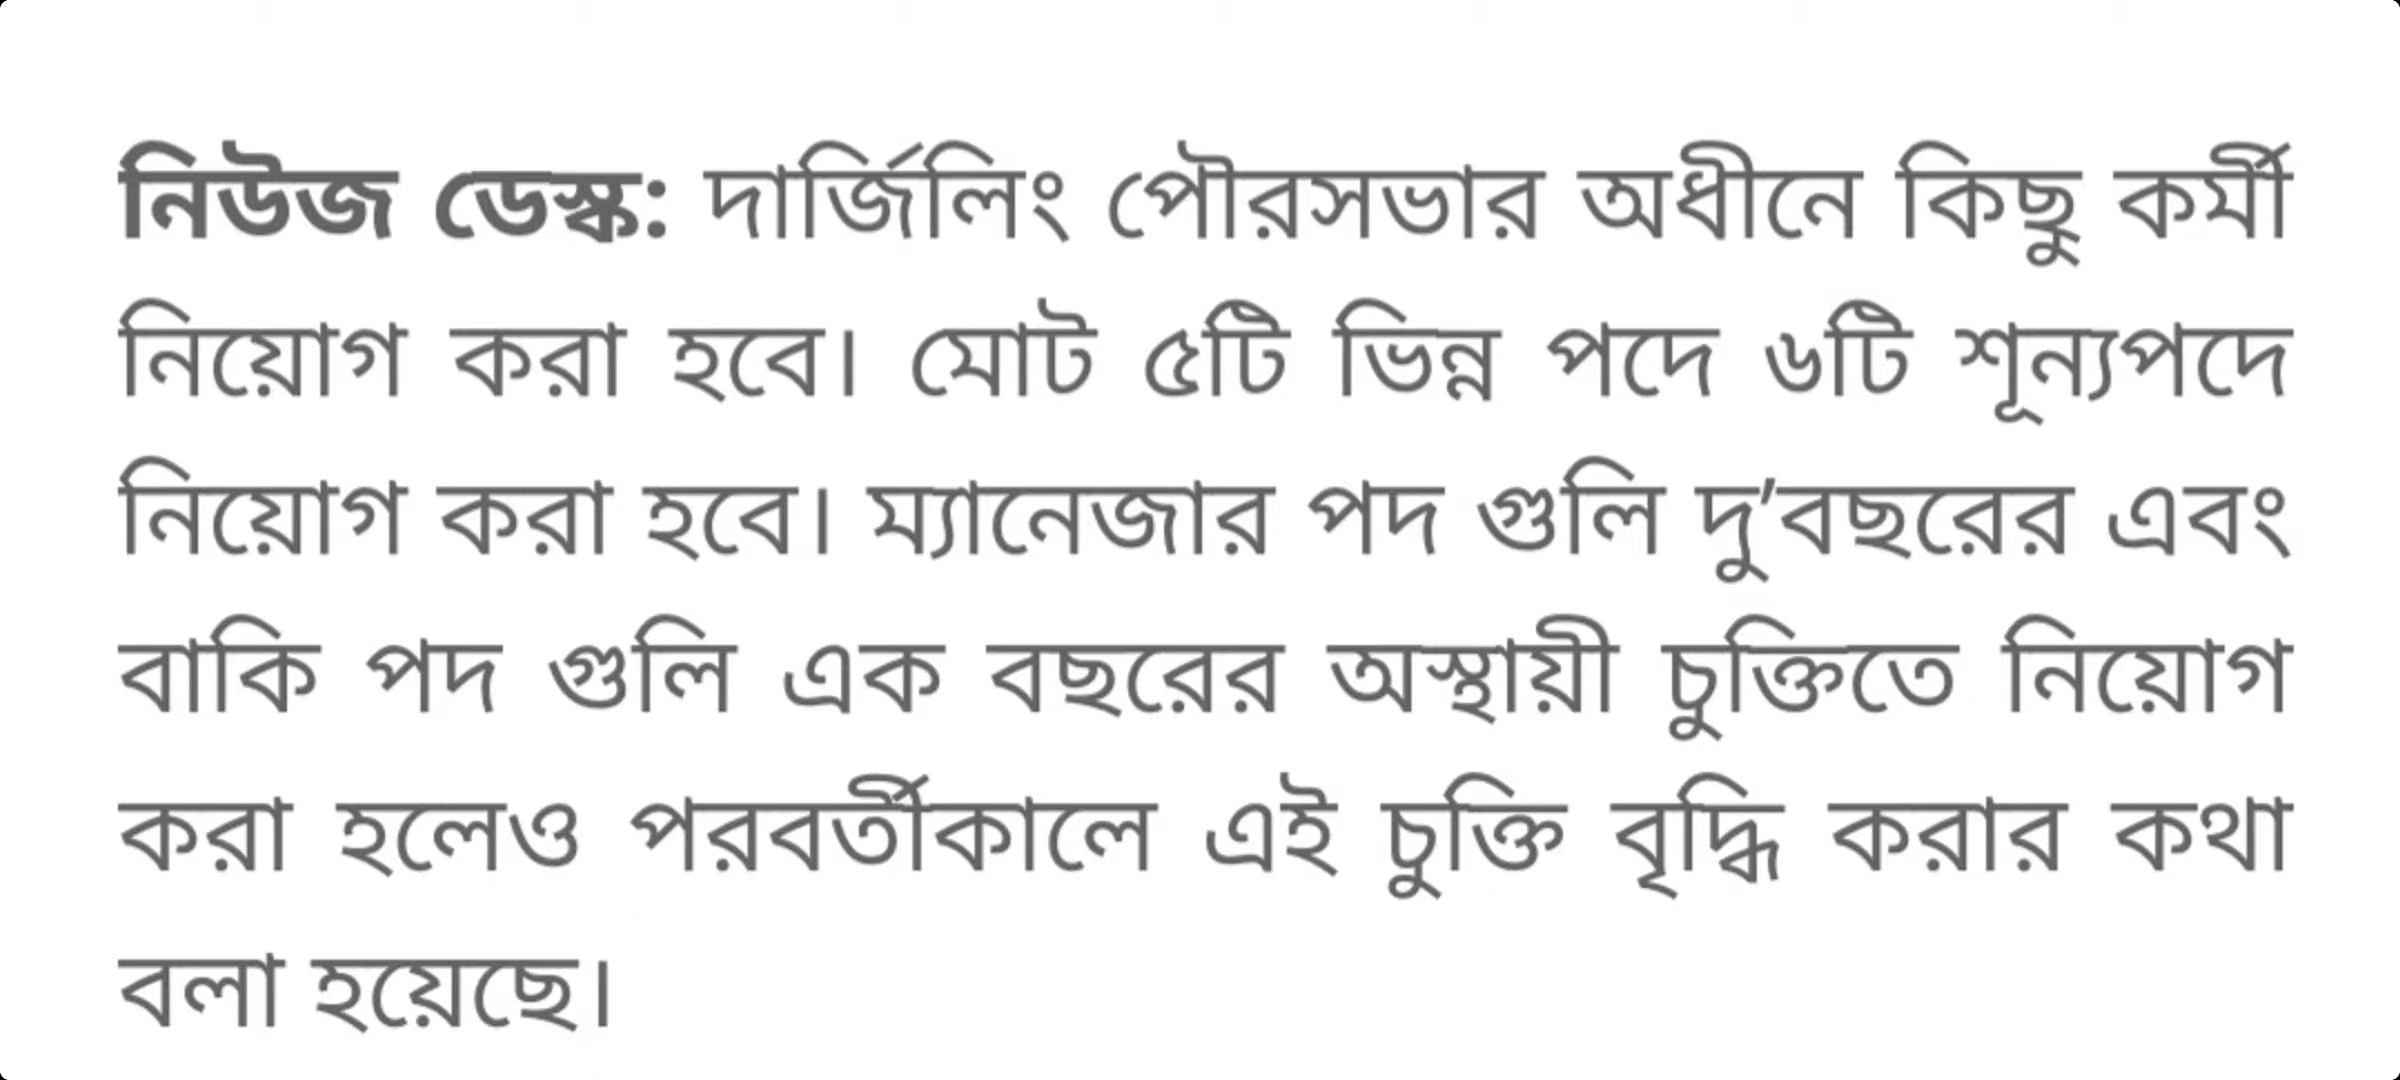 নিউজ ডেস্ক: দার্জিলিং পৌরসভার অধীনে কিছু কর্মী
নিয়োগ করা হবে। মোট ৫টি ভিন্ন পদে ৬টি শূন্যপদে
নিয়োগ করা হবে। ম্যানেজার পদ গুলি দু’বছরের এবং
বাকি পদ গুলি এক বছরের অস্থায়ী চুক্তিতে নিয়োগ
করা হলেও পরবর্তীকালে এই চুক্তি বৃদ্ধি করার কথা
বলা হয়েছে।